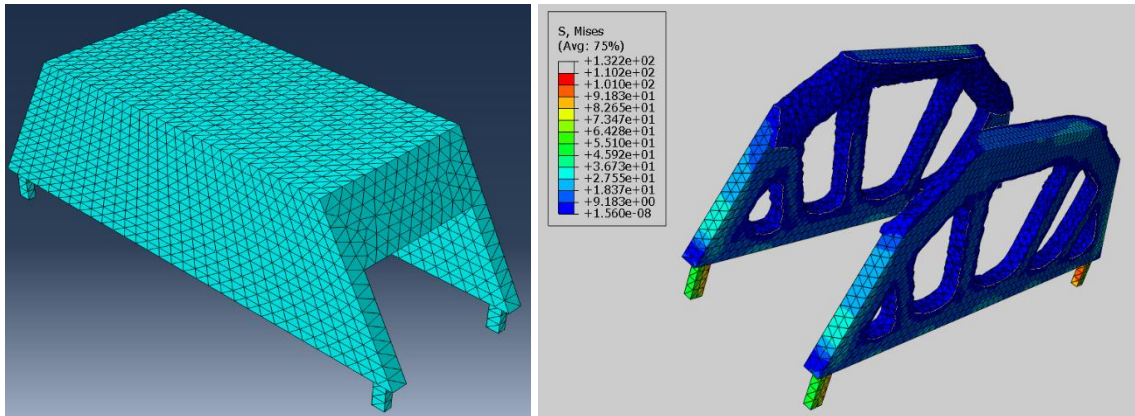 S, Mises
(Avg: 75%)
+1.322e+02
+1.102e+02
+1.010e+02
+9.183e+01
+8.265e+01
+7.347e+01
+6.428e+01
+5.510e+01
+4.592e+01
+3.673e+01
+2.755e+01
+1.837e+01
+9.183e+00
+1.560e-08